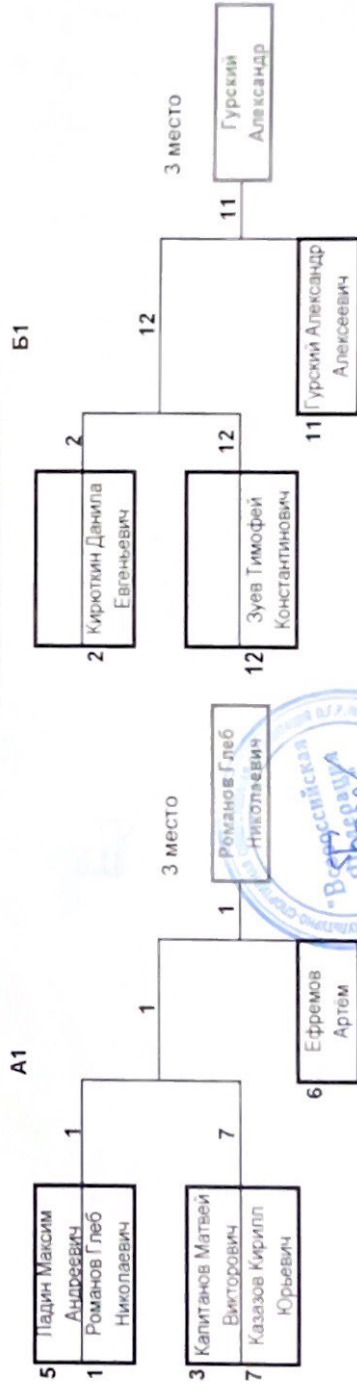 А1
5
Ладин Максим
Андреевич
1
Романов Глеб
Николаевич
1
3
Капитанов Матвей
Викторович
7
Казазов Кирилл
Юрьевич
7
1
6
Ефремов
Артём
1
3 место
Романов Глеб
Николаевич
"Всероссийская
Б1
2
Кирюткин Данила
Евгеньевич
2
12
Зуев Тимофей
Константинович
12
12
11
Гурский Александр
Алексеевич
11
3 место
Гурский
Александр